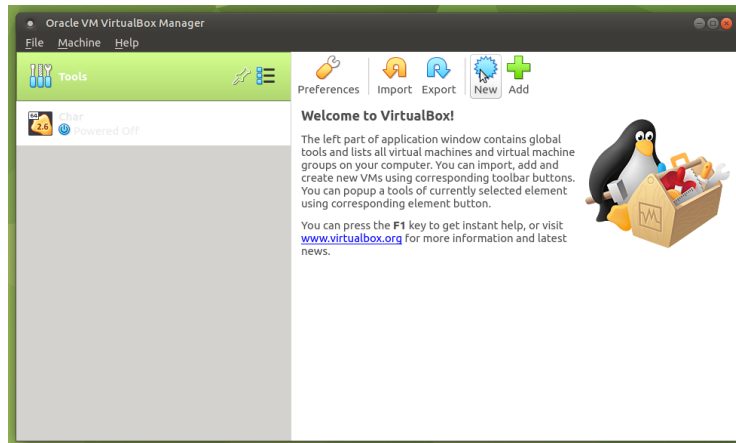 Oracle VM VirtualBox Manager
File Machine Help
Tools
64
2.6
Char
Powered Off
Preferences Import Export New Add
Welcome to VirtualBox!
The left part of application window contains global
tools and lists all virtual machines and virtual machine
groups on your computer. You can import, add and
create new VMs using corresponding toolbar buttons.
You can popup a tools of currently selected element
using corresponding element button.
You can press the F1 key to get instant help, or visit
www.virtualbox.org for more information and latest
news.